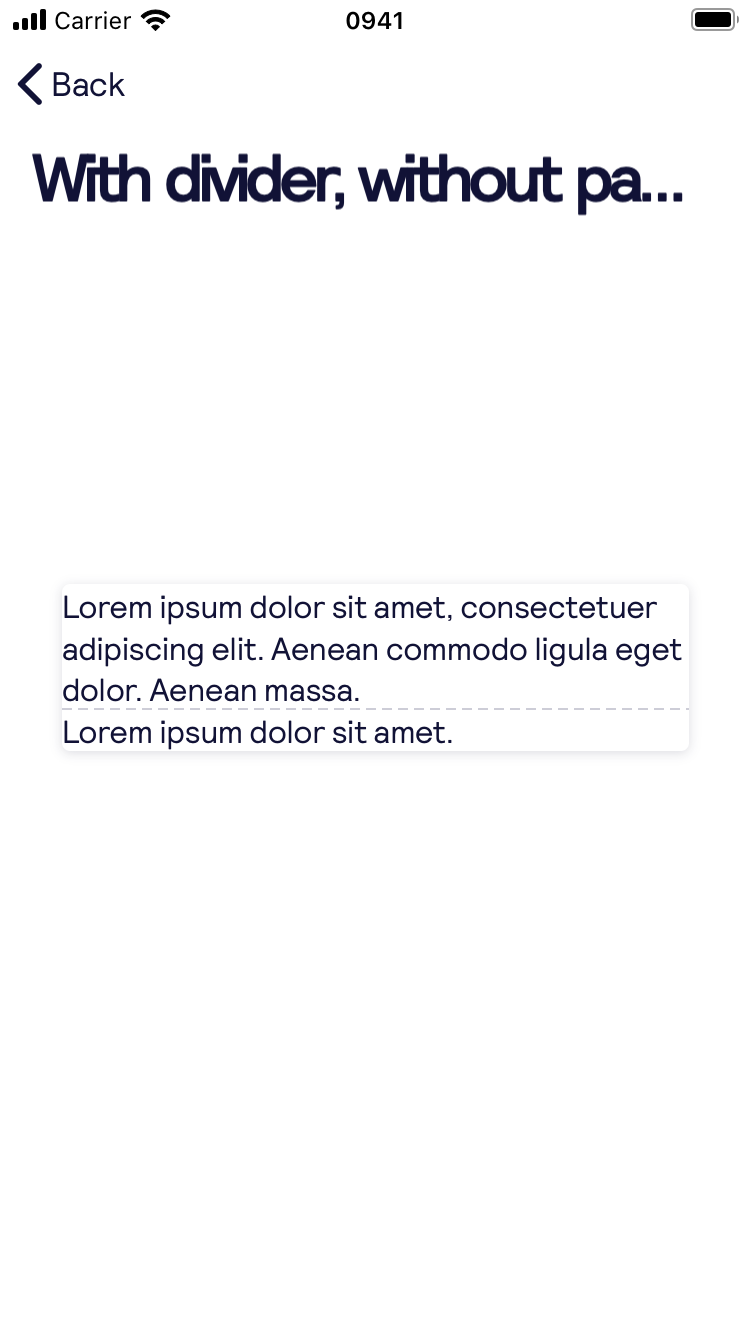 Carrier
0941
Back
With divider, without pa...
Lorem ipsum dolor sit amet, consectetuer
adipiscing elit. Aenean commodo ligula eget
dolor. Aenean massa.
Lorem ipsum dolor sit amet.